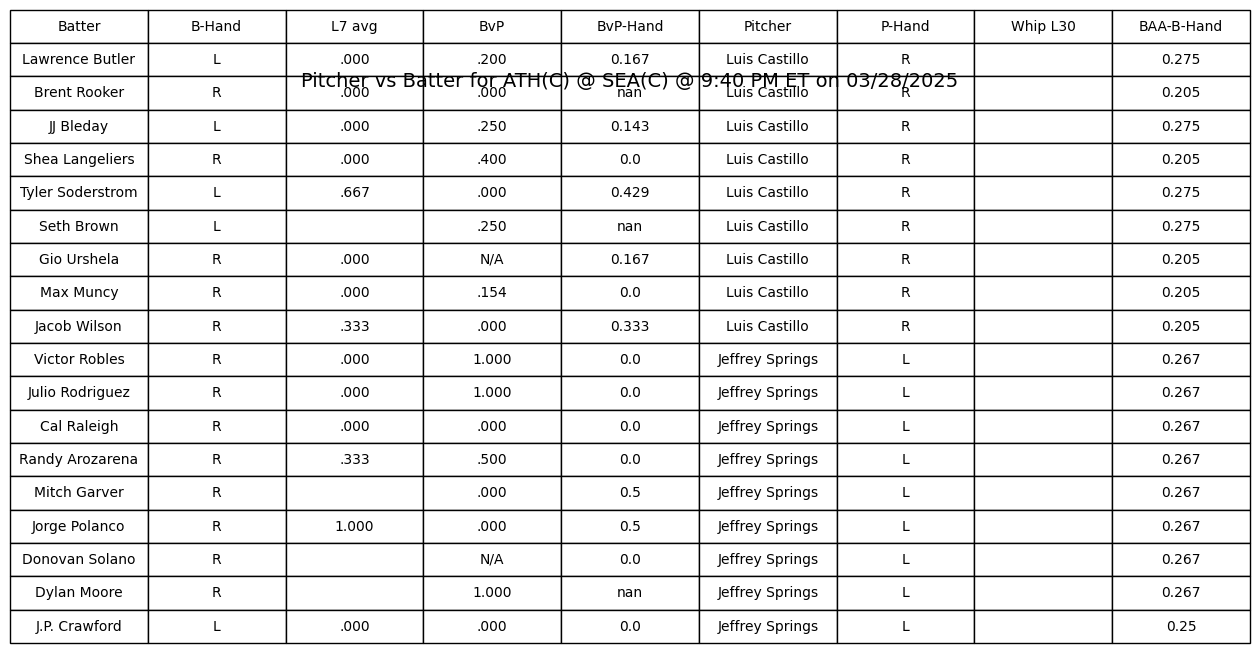 Batter B-Hand L7 avg BvP BvP-Hand Pitcher P-Hand Whip L30 BAA-B-Hand
Lawrence Butler L .000 .200 0.167 Luis Castillo R 0.275
Pitcher vs Batter for ATH(C) @ SEA(C) @ 9:40 PM ET on 03/28/2025
Brent Rooker R .000 .000 nan Luis Castillo R 0.205
JJ Bleday L .000 .250 0.143 Luis Castillo R 0.275
Shea Langeliers R .000 .400 0.0 Luis Castillo R 0.205
Tyler Soderstrom L .667 .000 0.429 Luis Castillo R 0.275
Seth Brown L .250 nan Luis Castillo R 0.275
Gio Urshela R .000 N/A 0.167 Luis Castillo R 0.205
Max Muncy R .000 .154 0.0 Luis Castillo R 0.205
Jacob Wilson R .333 .000 0.333 Luis Castillo R 0.205
Victor Robles R .000 1.000 0.0 Jeffrey Springs L 0.267
Julio Rodriguez R .000 1.000 0.0 Jeffrey Springs L 0.267
Cal Raleigh R .000 .000 0.0 Jeffrey Springs L 0.267
Randy Arozarena R .333 .500 0.0 Jeffrey Springs L 0.267
Mitch Garver R .000 0.5 Jeffrey Springs L 0.267
Jorge Polanco R 1.000 .000 0.5 Jeffrey Springs L 0.267
Donovan Solano R N/A 0.0 Jeffrey Springs L 0.267
Dylan Moore R 1.000 nan Jeffrey Springs L 0.267
J.P. Crawford L .000 .000 0.0 Jeffrey Springs L 0.25